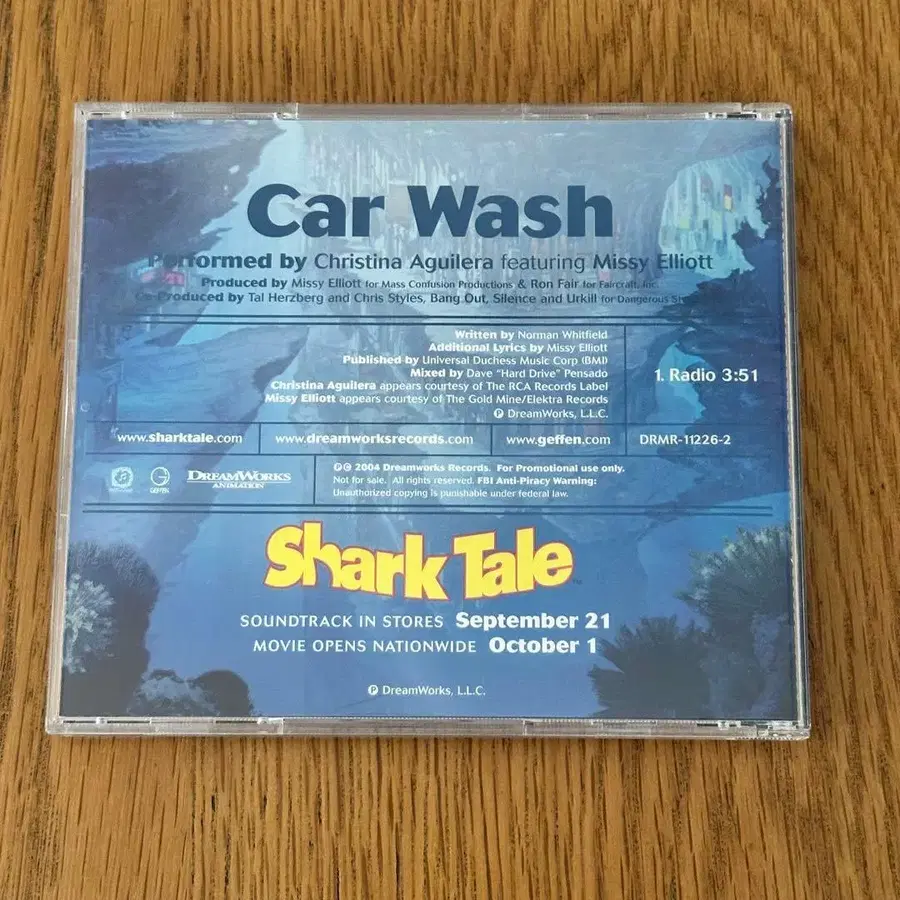 Car Wash
Performed by Christina Aguilera featuring Missy Elliott
Produced by Missy Elliott for Mass Confusion Productions & Ron Fair for Faircraft, Inc.
Co-Produced by Tal Herzberg and Chris Styles, Bang Out, Silence and Urkill for Dangerous
Written by Norman Whitfield
Additional Lyrics by Missy Elliott
Published by Universal Duchess Music Corp (BMI)
Mixed by Dave "Hard Drive" Pensado
Christina Aguilera appears courtesy of The RCA Records Label
Missy Elliott appears courtesy of The Gold Mine/Elektra Records
℗ DreamWorks, L.L.C.
1. Radio 3:51
www.sharktale.com
www.dreamworksrecords.com
www.geffen.com
DRMR-11226-2
GEFFEN
DREAMWORKS
ANIMATION
℗© 2004 Dreamworks Records. For Promotional use only.
Not for sale. All rights reserved. FBI Anti-Piracy Warning:
Unauthorized copying is punishable under federal law.
Shark Tale
SOUNDTRACK IN STORES September 21
MOVIE OPENS NATIONWIDE October 1
℗ DreamWorks, L.L.C.